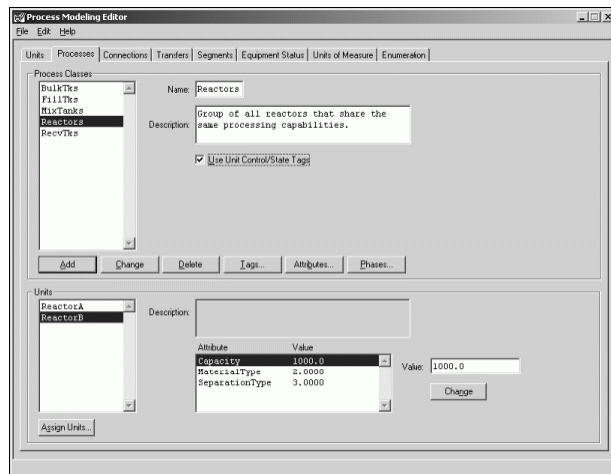 Process Modeling Editor
File Edit Help
Units Processes Connections Transfers Segments Equipment Status Units of Measure Enumeration
Process Classes
BulkTks
FillTks
MixTanks
Reactors
RecvTks
Name: Reactors
Description: Group of all reactors that share the
same processing capabilities.
Use Unit Control/State Tags
Add Change Delete Tags... Attributes... Phases...
Units
ReactorA
ReactorB
Description:
Attribute Value
Capacity 1000.0
MaterialType 2.0000
SeparationType 3.0000
Value: 1000.0
Change
Assign Units...